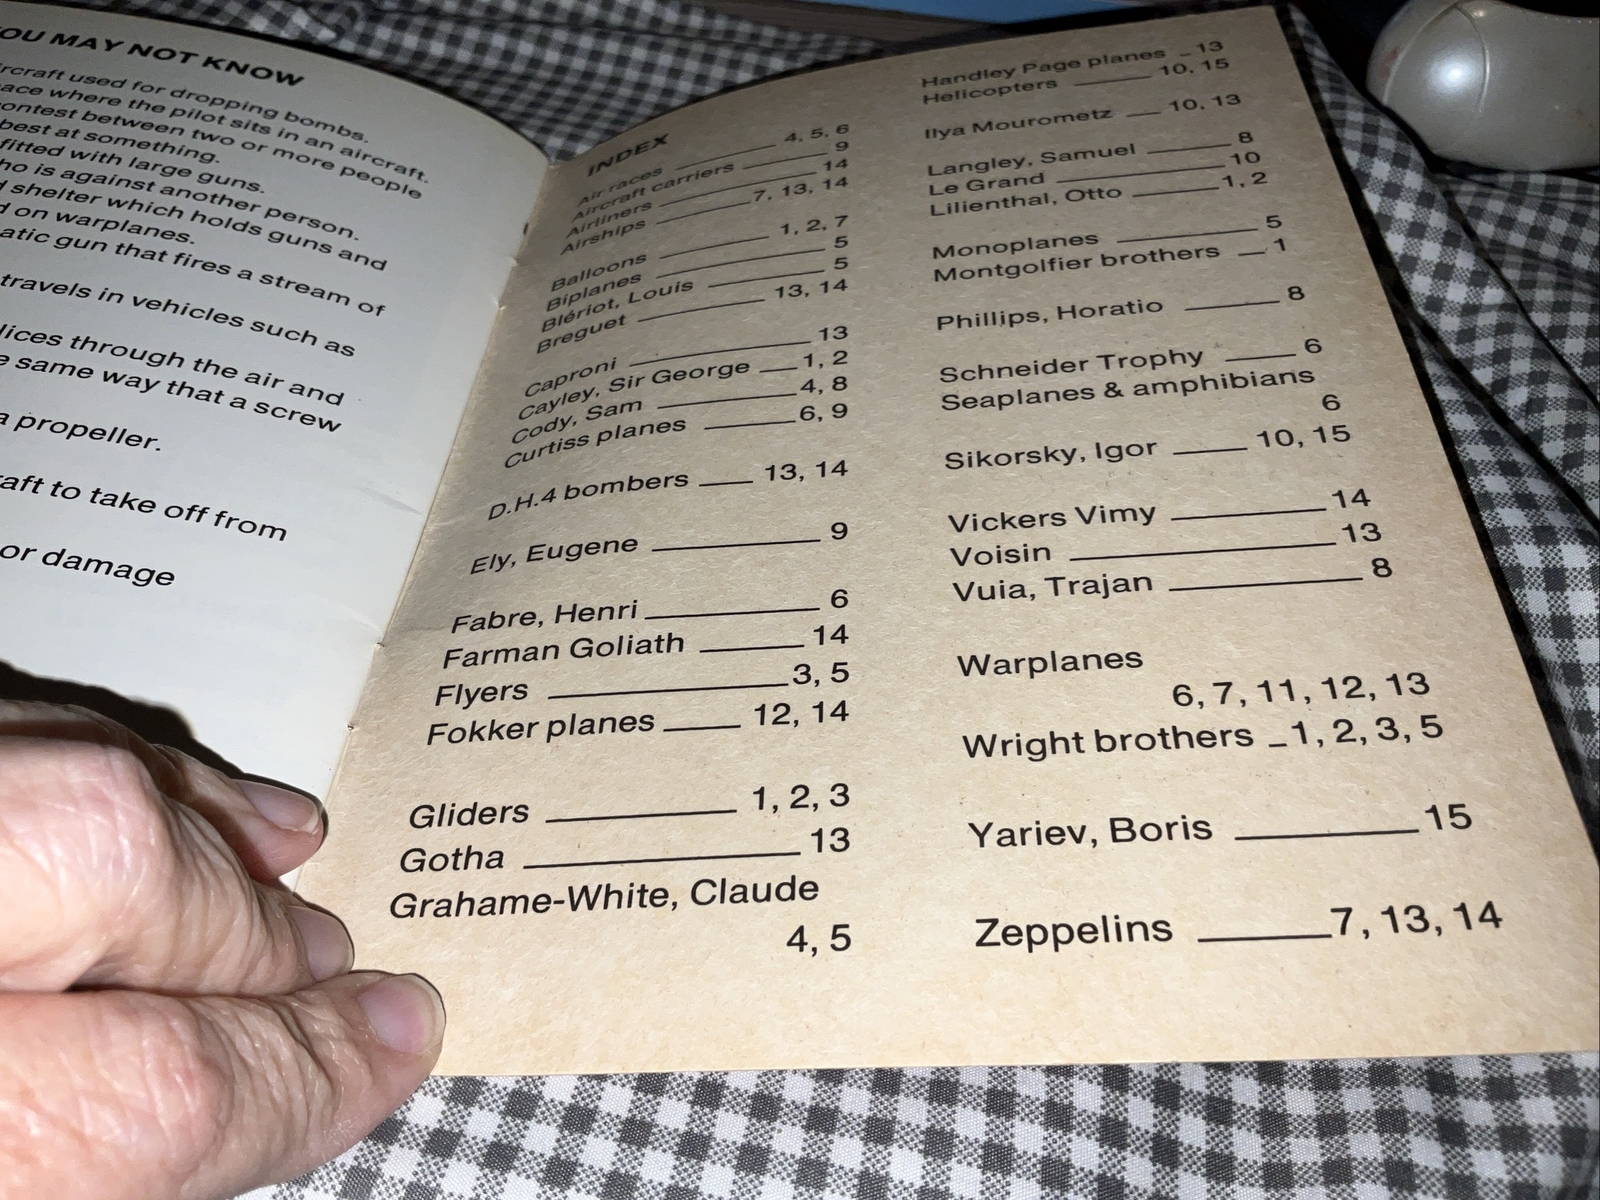 OU MAY NOT KNOW
ircraft used for dropping bombs.
ace where the pilot sits in an aircraft.
ontest between two or more people
best at something.
fitted with large guns.
ho is against another person.
d shelter which holds guns and
d on warplanes.
atic gun that fires a stream of
travels in vehicles such as
lices through the air and
e same way that a screw
a propeller.
aft to take off from
or damage
INDEX
Air races 4, 5, 6
Aircraft carriers 9
Airliners 14
Airships 7, 13, 14
Balloons 1, 2, 7
Biplanes 5
Blériot, Louis 5
Breguet 13, 14
Caproni 13
Cayley, Sir George 1, 2
Cody, Sam 4, 8
Curtiss planes 6, 9
D.H.4 bombers 13, 14
Ely, Eugene 9
Fabre, Henri 6
Farman Goliath 14
Flyers 3, 5
Fokker planes 12, 14
Gliders 1, 2, 3
Gotha 13
Grahame-White, Claude
4, 5
Handley Page planes 13
Helicopters 10, 15
Ilya Mourometz 10, 13
Langley, Samuel 8
Le Grand 10
Lilienthal, Otto 1, 2
Monoplanes 5
Montgolfier brothers 1
Phillips, Horatio 8
Schneider Trophy 6
Seaplanes & amphibians
6
Sikorsky, Igor 10, 15
Vickers Vimy 14
Voisin 13
Vuia, Trajan 8
Warplanes
6, 7, 11, 12, 13
Wright brothers 1, 2, 3, 5
Yariev, Boris 15
Zeppelins 7, 13, 14